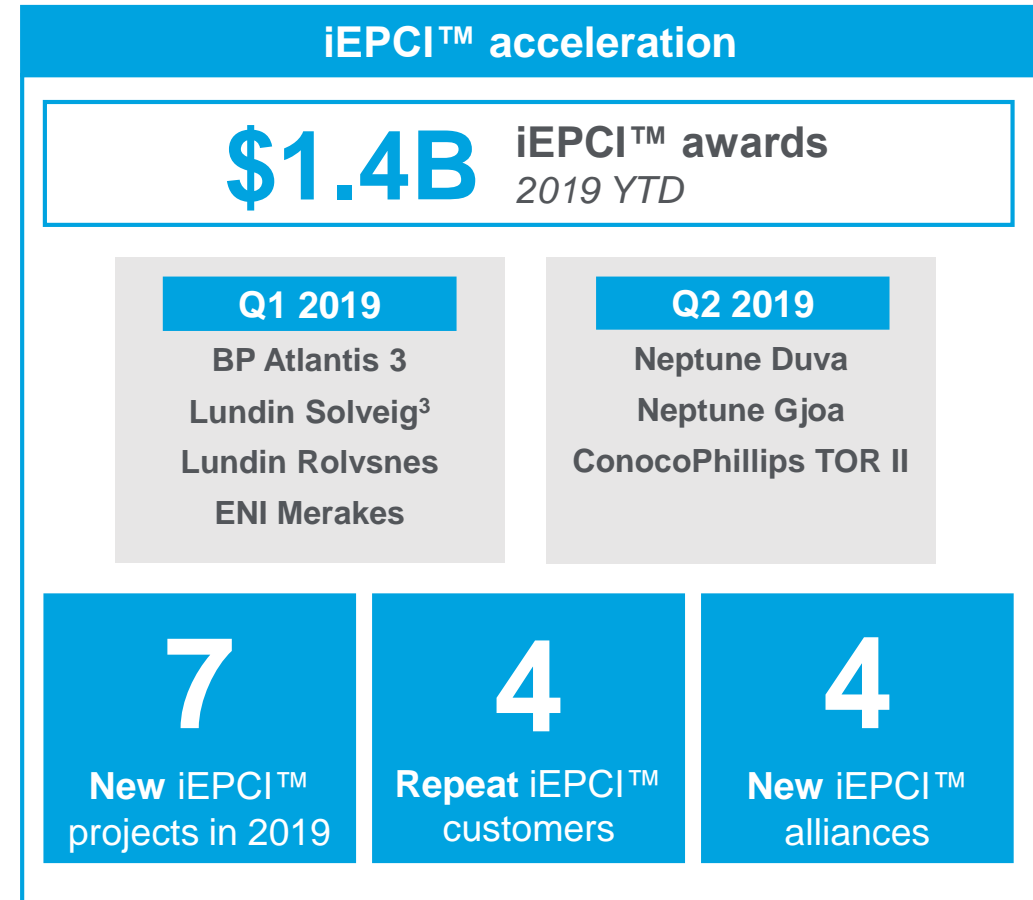 iEPCI™ acceleration
$1.4B
iEPCI™ awards
2019 YTD
Q1 2019
BP Atlantis 3
Lundin Solveig³
Lundin Rolvsnes
ENI Merakes
Q2 2019
Neptune Duva
Neptune Gjoa
ConocoPhillips TOR II
7
New iEPCI™
projects in 2019
4
Repeat iEPCI™
customers
4
New iEPCI™
alliances